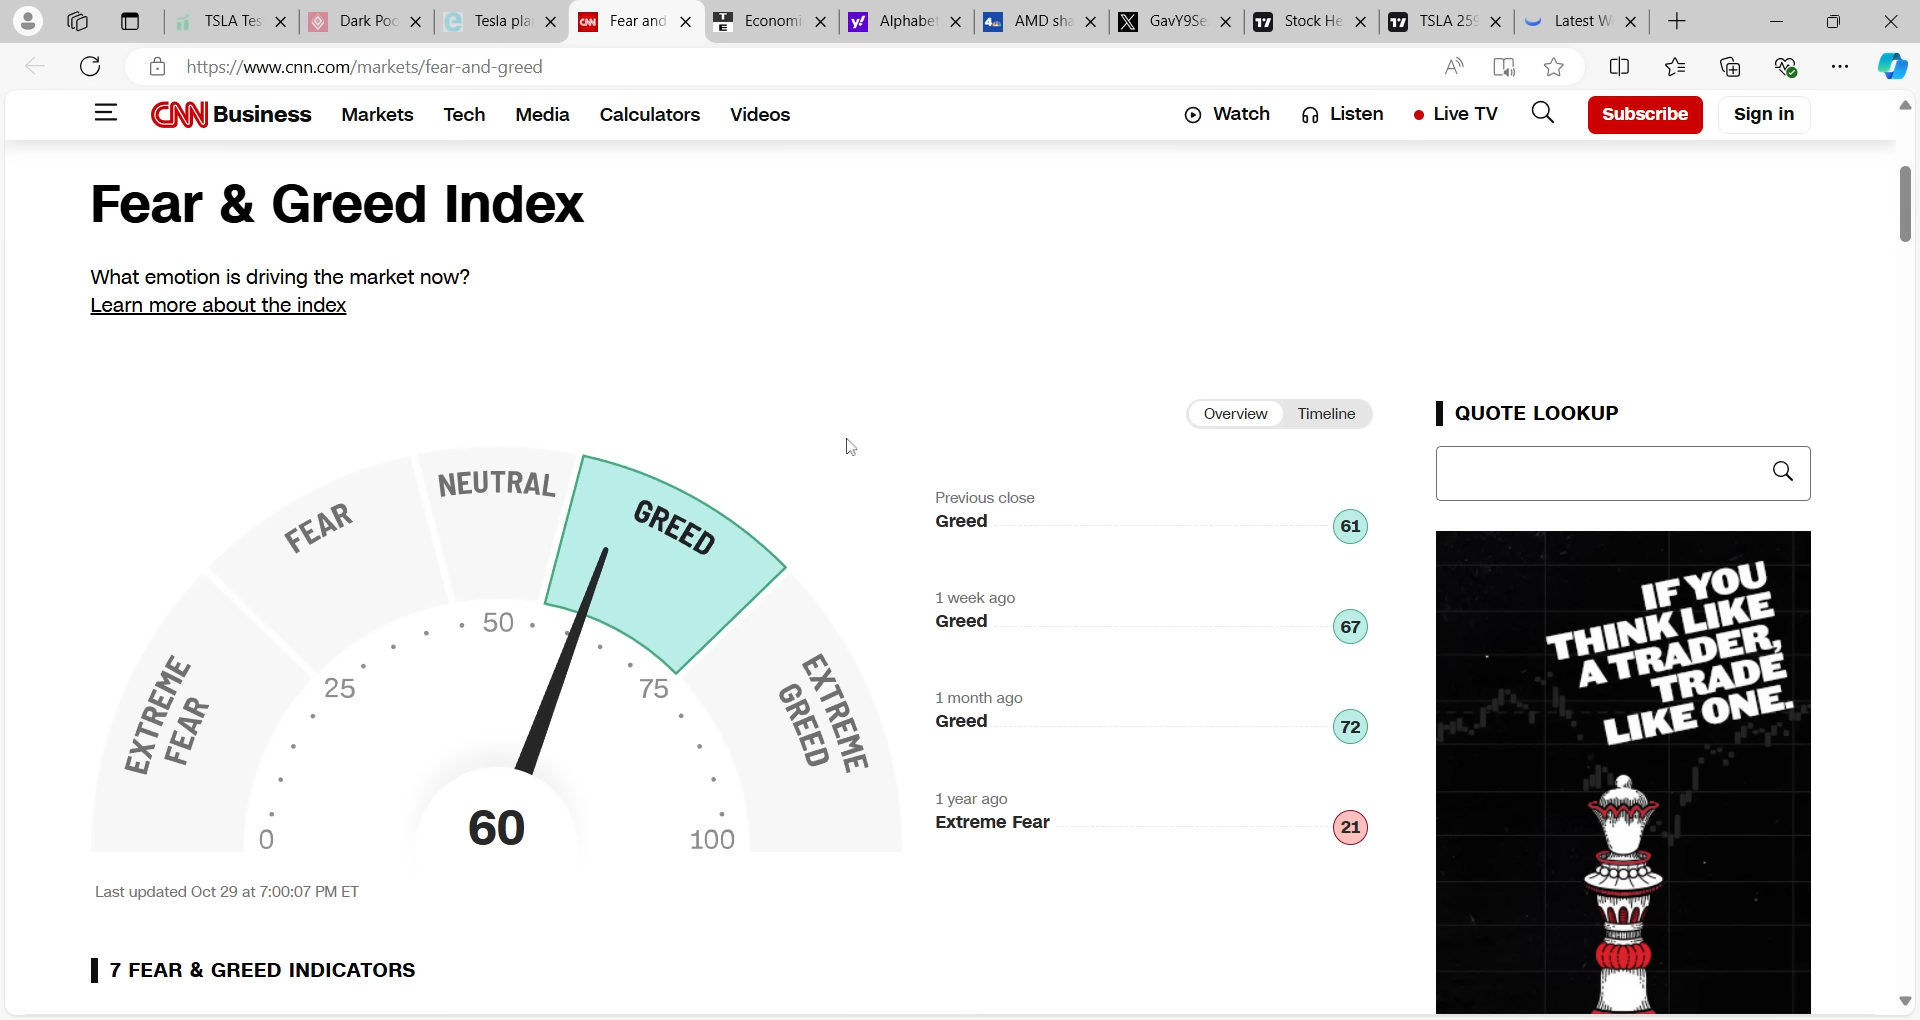 TSLA Tes
Dark Poo
Tesla pla
Fear and
Economi
Alphabet
AMD sha
GavY9Se
Stock He
TSLA 259
Latest W
https://www.cnn.com/markets/fear-and-greed
CNN Business
Markets
Tech
Media
Calculators
Videos
Watch
Listen
Live TV
Subscribe
Sign in
Fear & Greed Index
What emotion is driving the market now?
Learn more about the index
Overview
Timeline
QUOTE LOOKUP
EXTREME
FEAR
FEAR
NEUTRAL
GREED
EXTREME
GREED
0
25
50
75
100
60
Last updated Oct 29 at 7:00:07 PM ET
Previous close
Greed 61
1 week ago
Greed 67
1 month ago
Greed 72
1 year ago
Extreme Fear 21
IF YOU
THINK LIKE
A TRADER,
TRADE
LIKE ONE.
7 FEAR & GREED INDICATORS